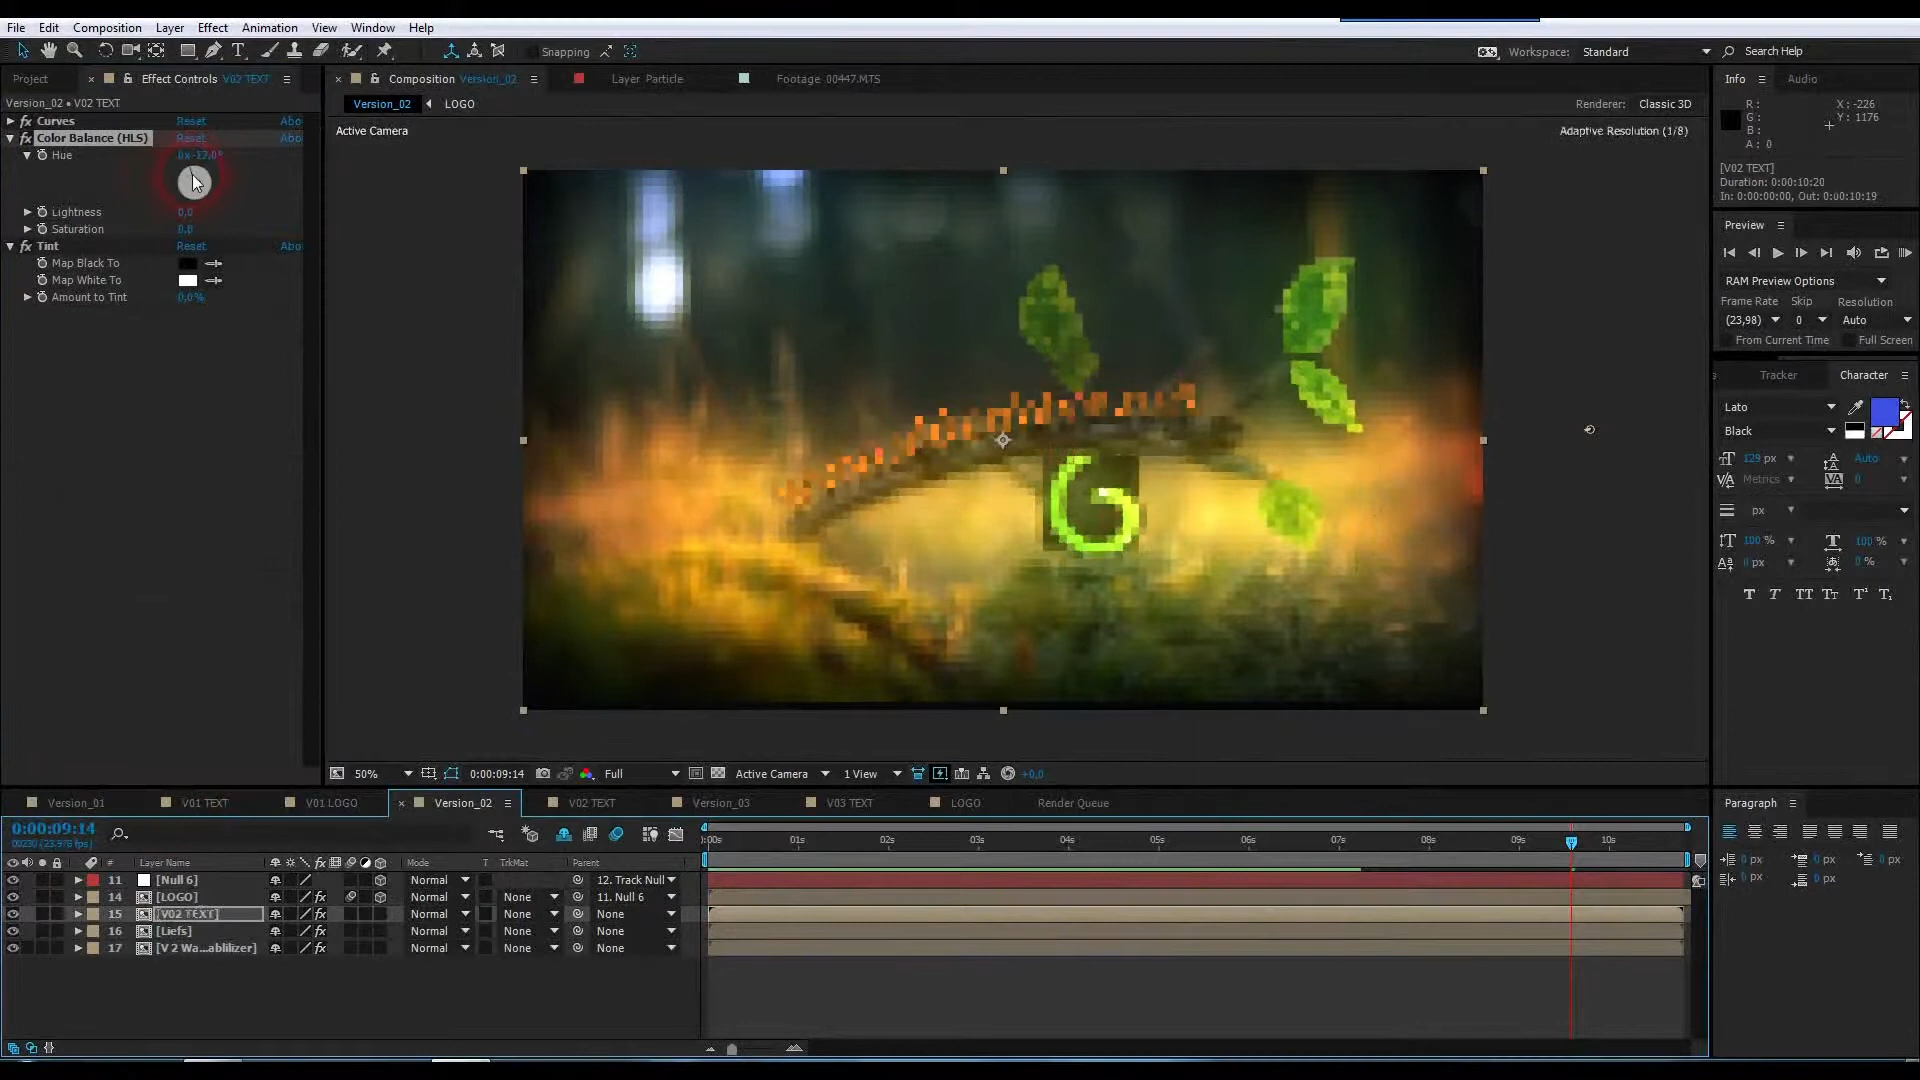 File Edit Composition Layer Effect Animation View Window Help
Snapping
Workspace: Standard Search Help
Project Effect Controls V02 TEXT
Composition Version_02 Layer Particle Footage 00447.MTS
Info Audio
Version_02 • V02 TEXT
Version_02 LOGO
Renderer: Classic 3D
R: X: -226
G: Y: 1176
B:
A: 0
Curves Reset Abo
Color Balance (HLS) Reset Abo
Hue 0x-17,0°
Lightness 0,0
Saturation 0,0
Tint Reset Abo
Map Black To
Map White To
Amount to Tint 0,0%
Active Camera
Adaptive Resolution (1/8)
G
[V02 TEXT]
Duration: 0:00:10:20
In: 0:00:00:00, Out: 0:00:10:19
Preview
RAM Preview Options
Frame Rate Skip Resolution
(23,98) 0 Auto
From Current Time Full Screen
s Tracker Character
Lato
Black
129 px Auto
Metrics 0
px
100 % 100 %
0 px 0 %
T T TT Tт T¹ T₁
50% 0:00:09:14 Full Active Camera 1 View +0,0
Version_01 V01 TEXT V01 LOGO Version_02 V02 TEXT Version_03 V03 TEXT LOGO Render Queue
Paragraph
0:00:09:14
00230 (23.976 fps)
):00s 01s 02s 03s 04s 05s 06s 07s 08s 09s 10s
# Layer Name Mode T TrkMat Parent
11 [Null 6] Normal 12. Track Null
14 [LOGO] Normal None 11. Null 6
15 [V02 TEXT] Normal None None
16 [Liefs] Normal None None
17 [V 2 Wa...ablilizer] Normal None None
0 px 0 px 0 px
0 px 0 px